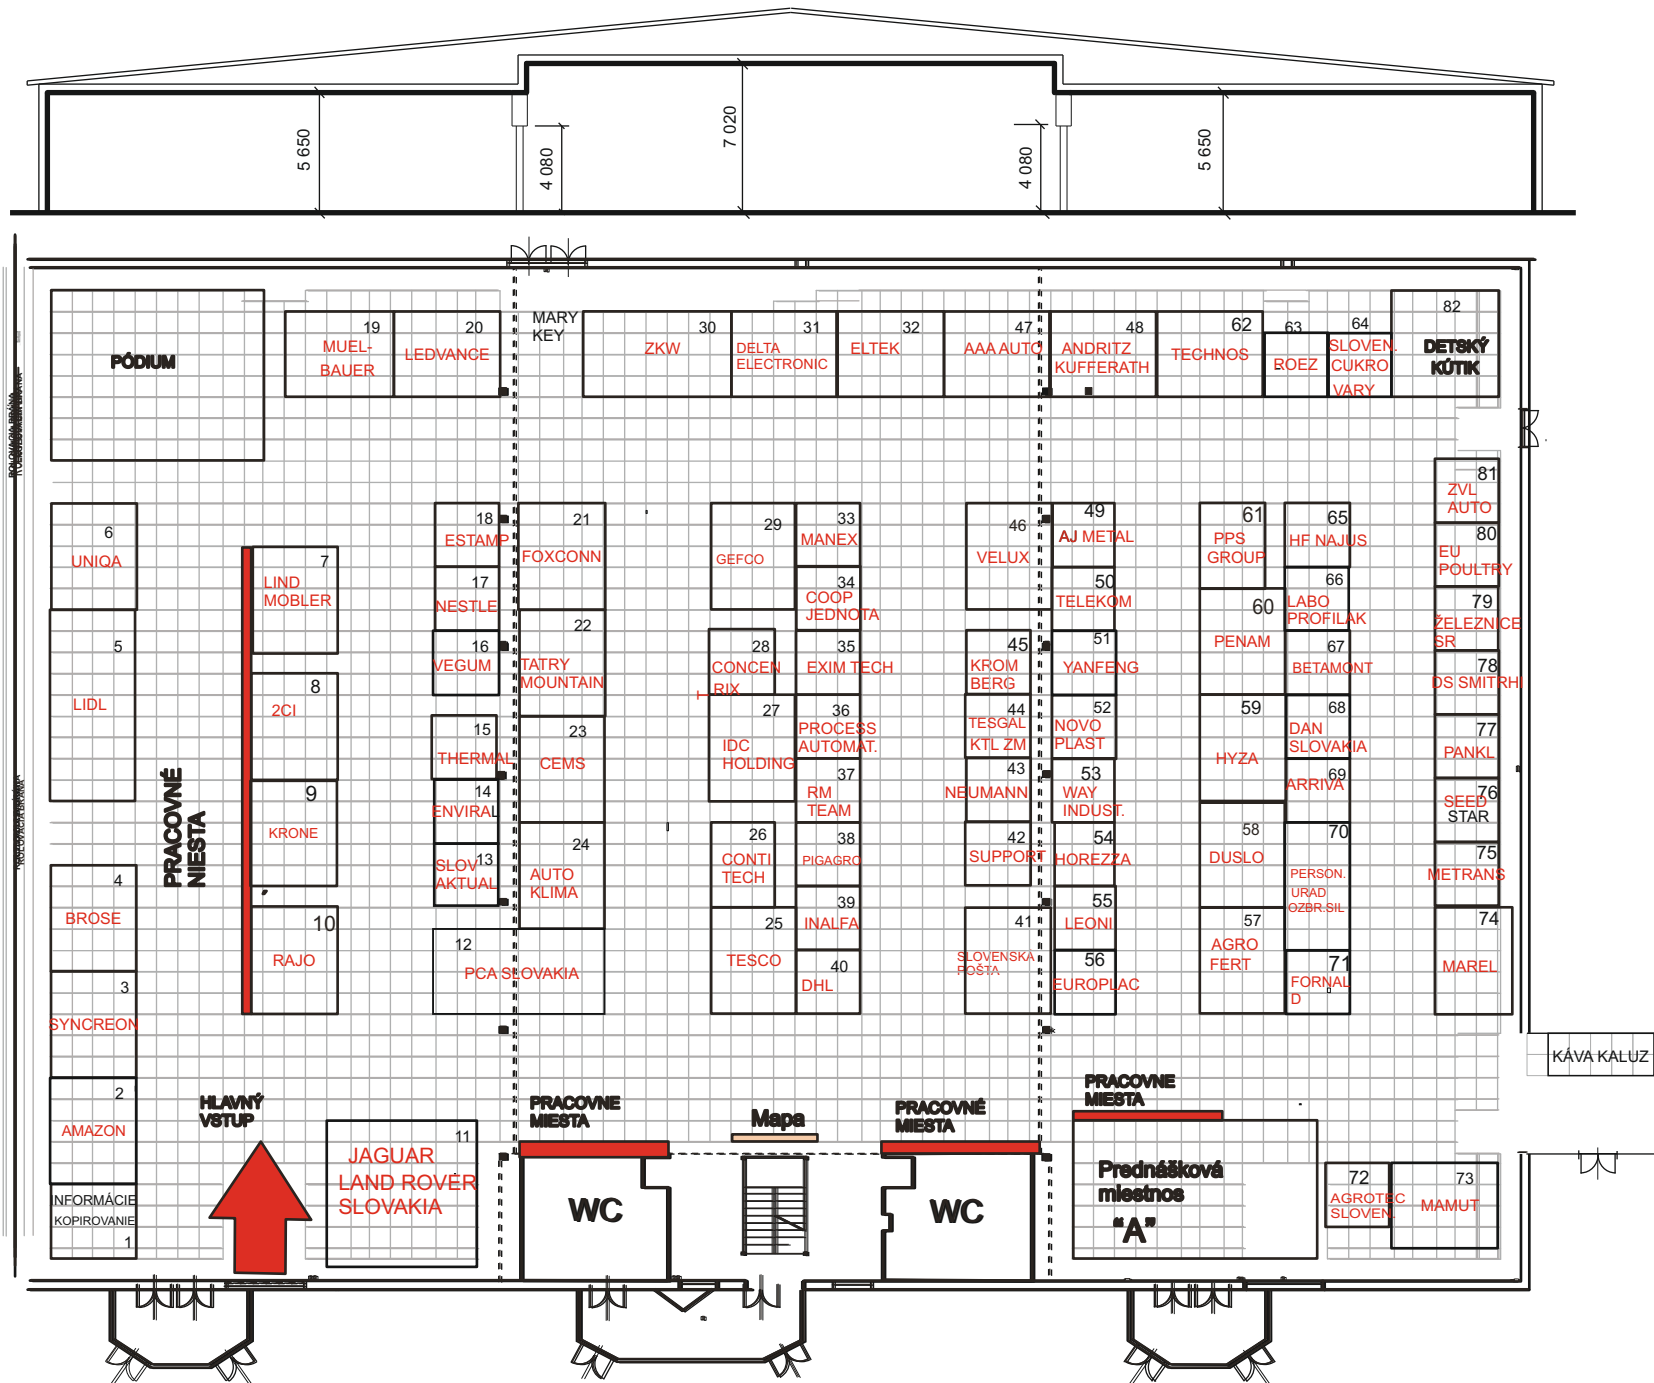 5 650
4 080
7 020
4 080
5 650
PÓDIUM
19
MUEL-
BAUER
20
LEDVANCE
MARY
KEY
30
ZKW
31
DELTA
ELECTRONIC
32
ELTEK
47
AAA AUTO
48
ANDRITZ
KUFFERATH
62
TECHNOS
63
ROEZ
64
SLOVEN.
CUKRO
VARY
82
DETSKÝ
KÚTIK
6
UNIQA
5
LIDL
4
BROSE
3
SYNCREON
2
AMAZON
INFORMÁCIE
KOPIROVANIE
1
PRACOVNÉ
NIESTA
7
LIND
MOBLER
8
2CI
9
KRONE
10
RAJO
18
ESTAMP
17
NESTLE
16
VEGUM
15
THERMAL
14
ENVIRAL
13
SLOV
AKTUAL
12
PCA SLOVAKIA
21
FOXCONN
22
TATRY
MOUNTAIN
23
CEMS
24
AUTO
KLIMA
29
GEFCO
28
CONCEN
TRIX
27
IDC
HOLDING
26
CONTI
TECH
25
TESCO
33
MANEX
34
COOP
JEDNOTA
35
EXIM TECH
36
PROCESS
AUTOMAT.
37
RM
TEAM
38
PIGAGRO
39
INALFA
40
DHL
46
VELUX
45
KROM
BERG
44
TESGAL
KTL ZM
43
NEUMANN
42
SUPPORT
41
SLOVENSKA
POŠTA
49
AJ METAL
50
TELEKOM
51
YANFENG
52
NOVO
PLAST
53
WAY
INDUST.
54
HOREZZA
55
LEONI
56
EUROPLAC
61
PPS
GROUP
60
PENAM
59
HYZA
58
DUSLO
57
AGRO
FERT
65
HF NAJUS
66
LABO
PROFILAK
67
BETAMONT
68
DAN
SLOVAKIA
69
ARRIVA
70
PERSON.
URAD
OZBR.SIL
71
FORNAL
D
81
ZVL
AUTO
80
EU
POULTRY
79
ŽELEZNICE
SR
78
DS SMITRHI
77
PANKL
76
SEED
STAR
75
METRANS
74
MAREL
KÁVA KALUZ
HLAVNÝ
VSTUP
11
JAGUAR
LAND ROVER
SLOVAKIA
PRACOVNE
MIESTA
WC
Mapa
PRACOVNÉ
MIESTA
WC
PRACOVNE
MIESTA
Prednášková
miestnos
"A"
72
AGROTEC
SLOVEN.
73
MAMUT